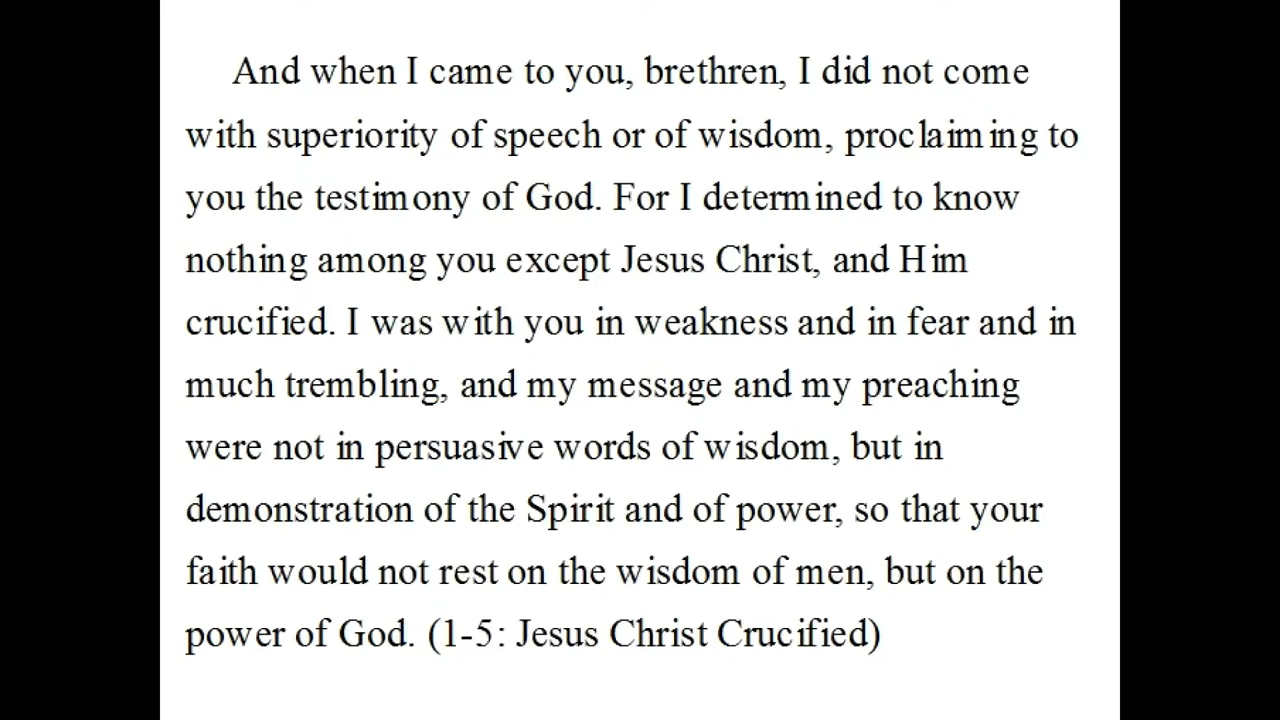 And when I came to you, brethren, I did not come
with superiority of speech or of wisdom, proclaiming to
you the testimony of God. For I determined to know
nothing among you except Jesus Christ, and Him
crucified. I was with you in weakness and in fear and in
much trembling, and my message and my preaching
were not in persuasive words of wisdom, but in
demonstration of the Spirit and of power, so that your
faith would not rest on the wisdom of men, but on the
power of God. (1-5: Jesus Christ Crucified)